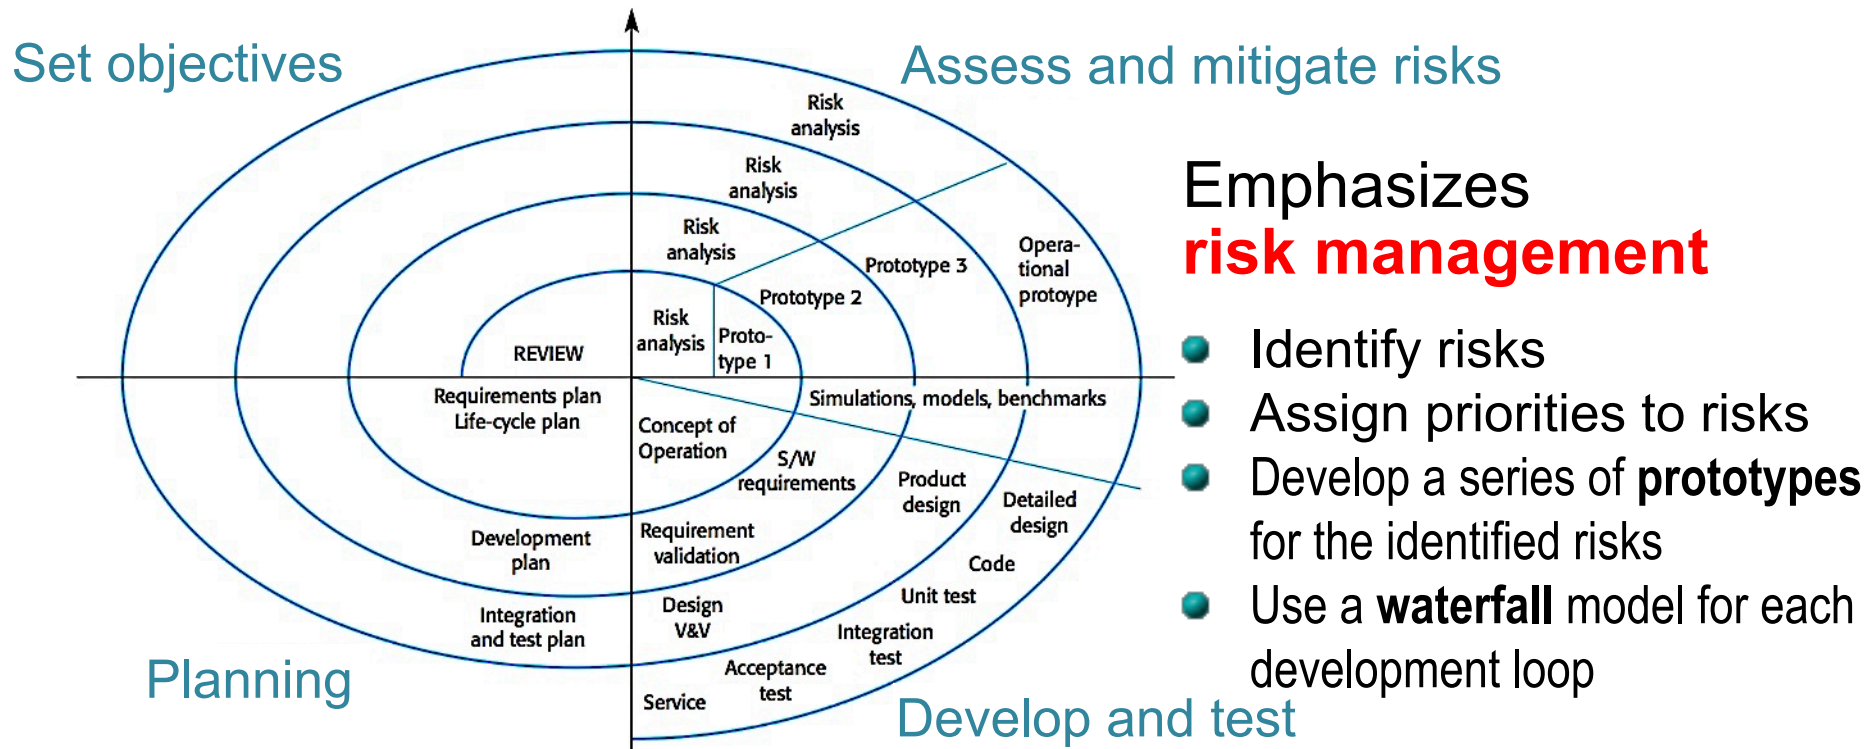 Set objectives
Assess and mitigate risks
Risk
analysis
Risk
analysis
Risk
analysis
Risk
analysis
Proto-
type 1
Prototype 2
Prototype 3
Opera-
tional
protoype
REVIEW
Requirements plan
Life-cycle plan
Concept of
Operation
Simulations, models, benchmarks
S/W
requirements
Product
design
Detailed
design
Development
plan
Requirement
validation
Code
Unit test
Integration
and test plan
Design
V&V
Integration
test
Acceptance
test
Service
Planning
Develop and test
Emphasizes
risk management
Identify risks
Assign priorities to risks
Develop a series of prototypes
for the identified risks
Use a waterfall model for each
development loop